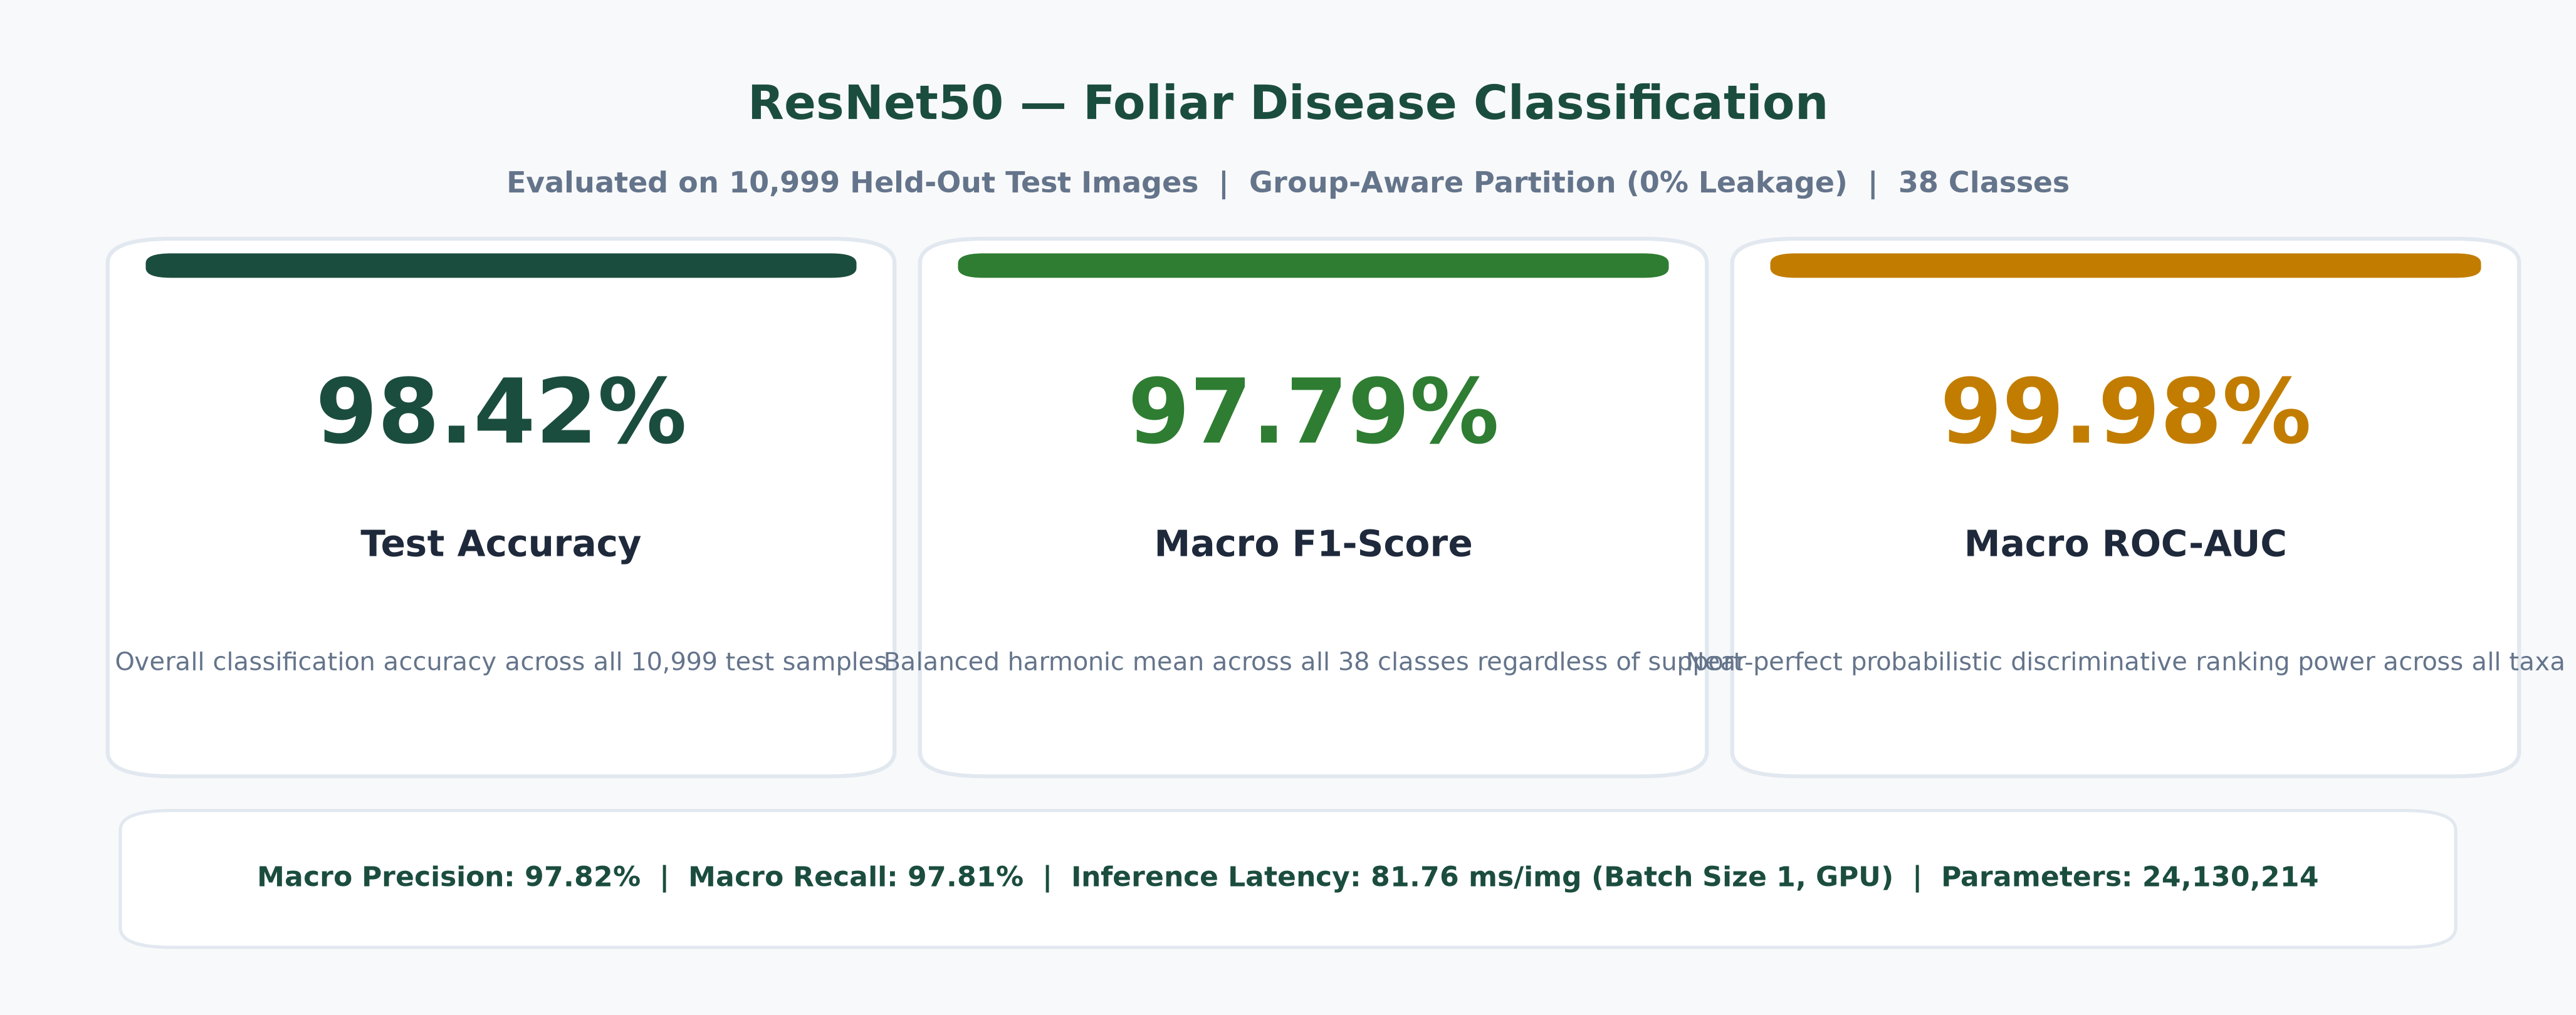 ResNet50 — Foliar Disease Classification
Evaluated on 10,999 Held-Out Test Images | Group-Aware Partition (0% Leakage) | 38 Classes
98.42%
Test Accuracy
Overall classification accuracy across all 10,999 test samples
97.79%
Macro F1-Score
Balanced harmonic mean across all 38 classes regardless of support
99.98%
Macro ROC-AUC
Near-perfect probabilistic discriminative ranking power across all taxa
Macro Precision: 97.82% | Macro Recall: 97.81% | Inference Latency: 81.76 ms/img (Batch Size 1, GPU) | Parameters: 24,130,214